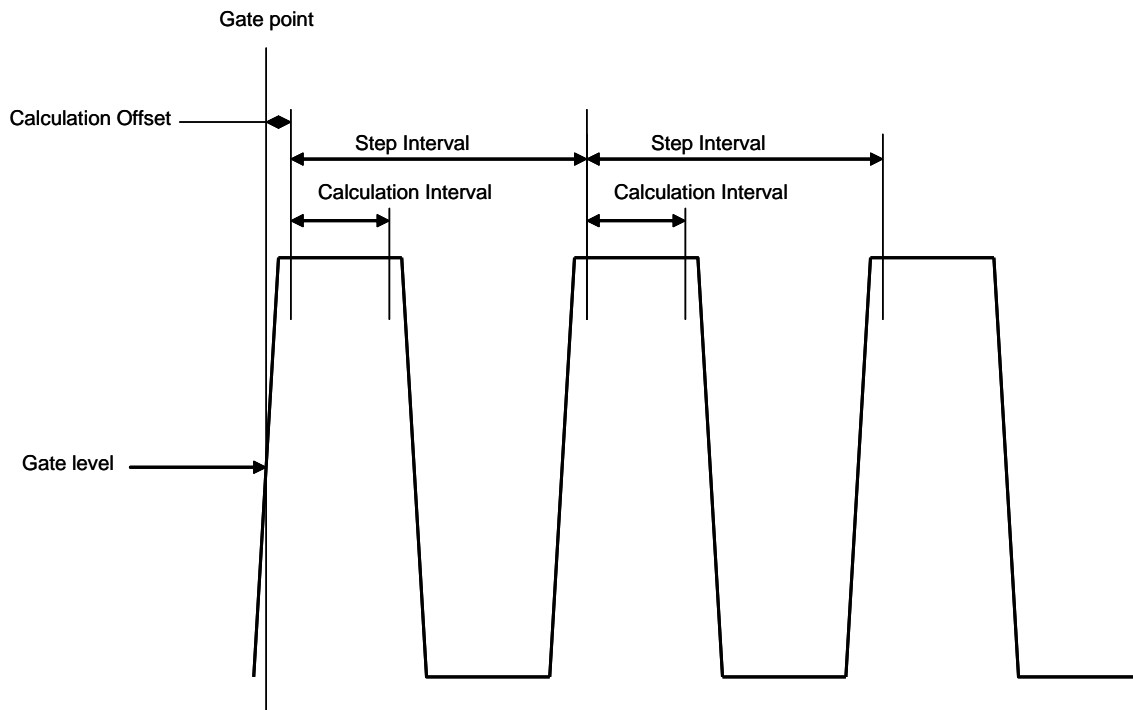 Gate point
Calculation Offset
Step Interval
Step Interval
Calculation Interval
Calculation Interval
Gate level